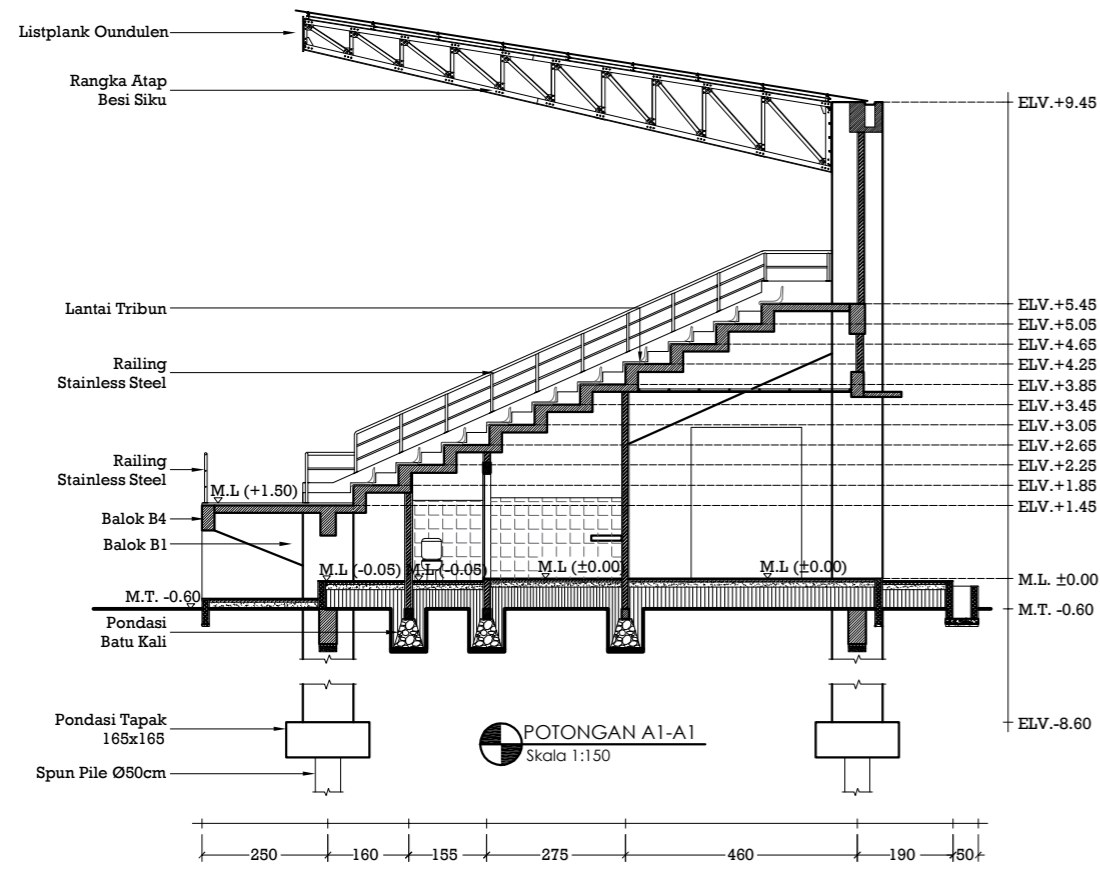 Listplank Oundulen
Rangka Atap
Besi Siku
ELV.+9.45
Lantai Tribun
ELV.+5.45
ELV.+5.05
ELV.+4.65
Railing
Stainless Steel
ELV.+4.25
ELV.+3.85
ELV.+3.45
ELV.+3.05
ELV.+2.65
Railing
Stainless Steel
ELV.+2.25
ELV.+1.85
M.L (+1.50)
ELV.+1.45
Balok B4
Balok B1
M.L (-0.05) M.L (-0.05) M.L (±0.00) M.L (±0.00)
M.L. ±0.00
M.T. -0.60
M.T. -0.60
Pondasi
Batu Kali
Pondasi Tapak
165x165
ELV.-8.60
POTONGAN A1-A1
Skala 1:150
Spun Pile Ø50cm
250 160 155 275 460 190 50